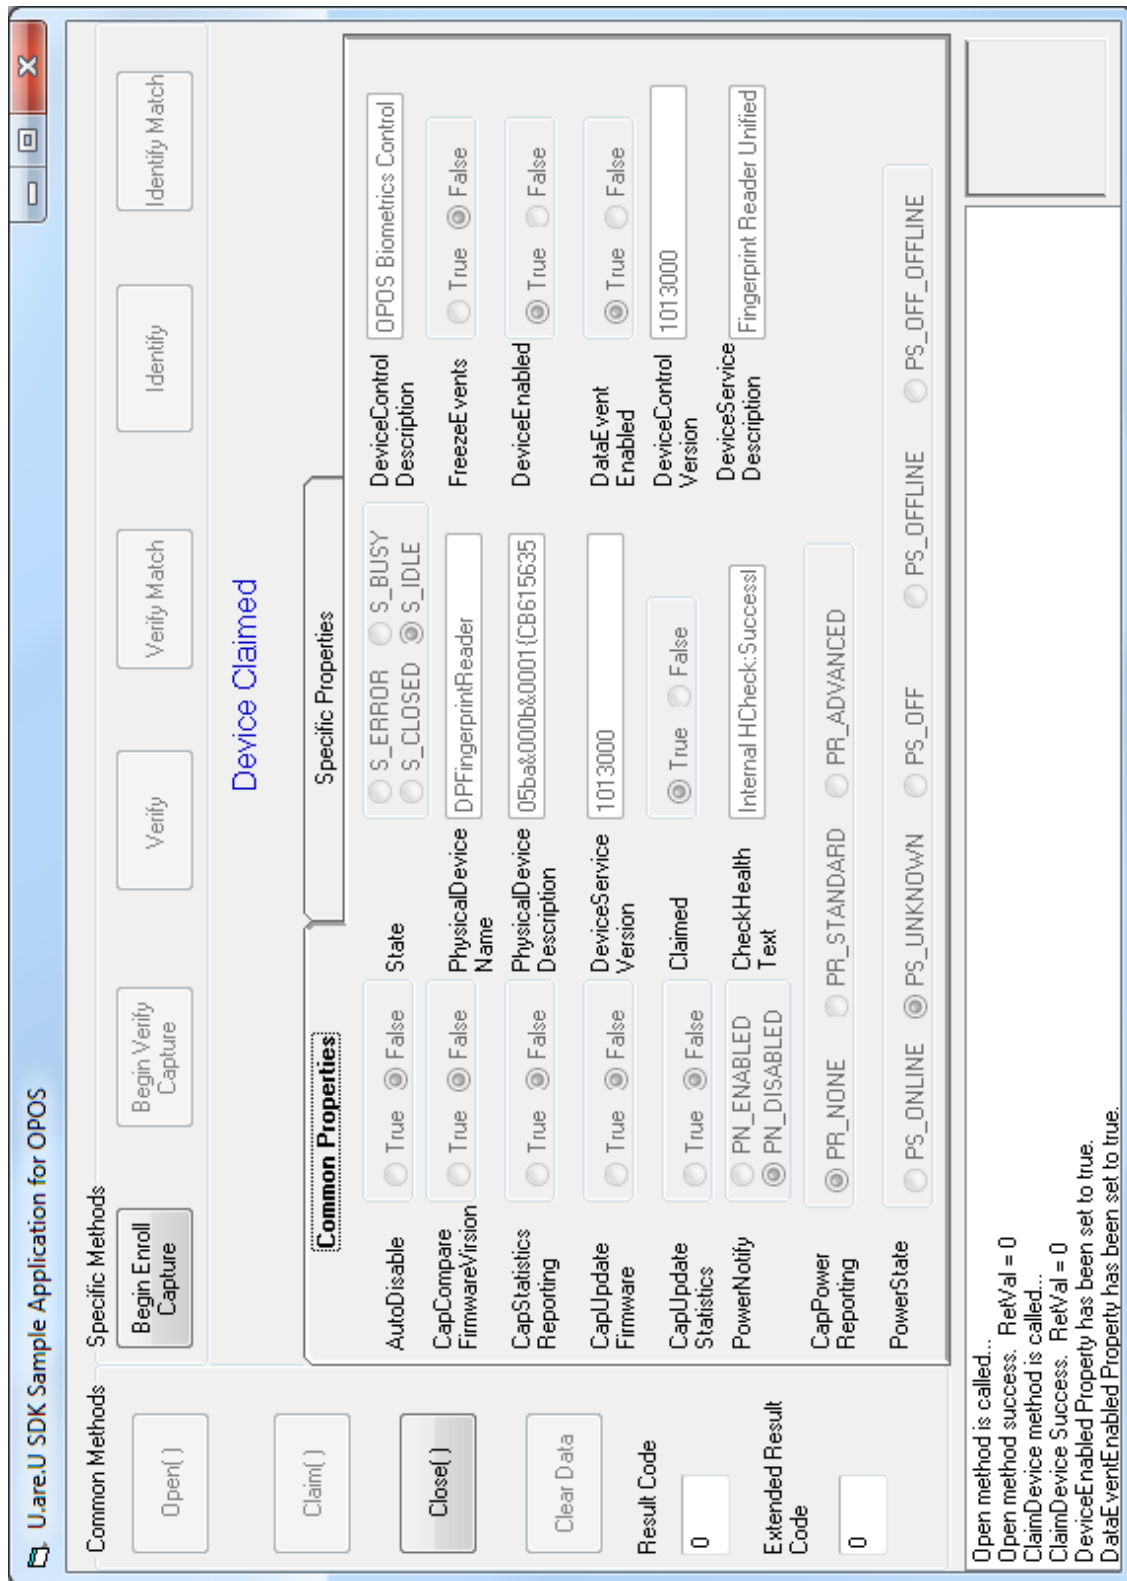 U.are.U SDK Sample Application for OPOS
Common Methods
Open( )
Claim( )
Close( )
Clear Data
Result Code
0
Extended Result
Code
0
Specific Methods
Begin Enroll
Capture
Begin Verify
Capture
Verify
Verify Match
Identify
Identify Match
Device Claimed
Common Properties
Specific Properties
AutoDisable
True False
CapCompare
FirmwareVirsion
True False
CapStatistics
Reporting
True False
CapUpdate
Firmware
True False
CapUpdate
Statistics
True False
PowerNotify
PN_ENABLED
PN_DISABLED
CapPower
Reporting
PR_NONE PR_STANDARD PR_ADVANCED
PowerState
PS_ONLINE PS_UNKNOWN PS_OFF PS_OFFLINE PS_OFF_OFFLINE
State
S_ERROR S_BUSY
S_CLOSED S_IDLE
PhysicalDevice
Name
DPFingerprintReader
PhysicalDevice
Description
05ba&000b&0001{CB615635
DeviceService
Version
1013000
Claimed
True False
CheckHealth
Text
Internal HCheck:Successl
DeviceControl
Description
OPOS Biometrics Control
FreezeEvents
True False
DeviceEnabled
True False
DataEvent
Enabled
True False
DeviceControl
Version
1013000
DeviceService
Description
Fingerprint Reader Unified
Open method is called...
Open method success.  RetVal = 0
ClaimDevice method is called...
ClaimDevice Success.  RetVal = 0
DeviceEnabled Property has been set to true.
DataEventEnabled Property has been set to true.